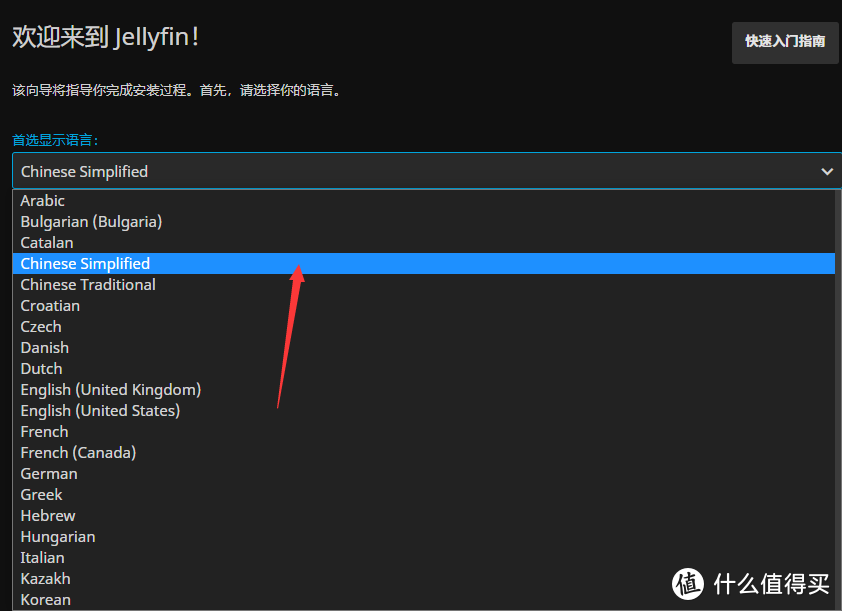 欢迎来到 Jellyfin！
快速入门指南
该向导将指导你完成安装过程。首先，请选择你的语言。
首选显示语言：
Chinese Simplified
Arabic
Bulgarian (Bulgaria)
Catalan
Chinese Simplified
Chinese Traditional
Croatian
Czech
Danish
Dutch
English (United Kingdom)
English (United States)
French
French (Canada)
German
Greek
Hebrew
Hungarian
Italian
Kazakh
Korean
值 什么值得买